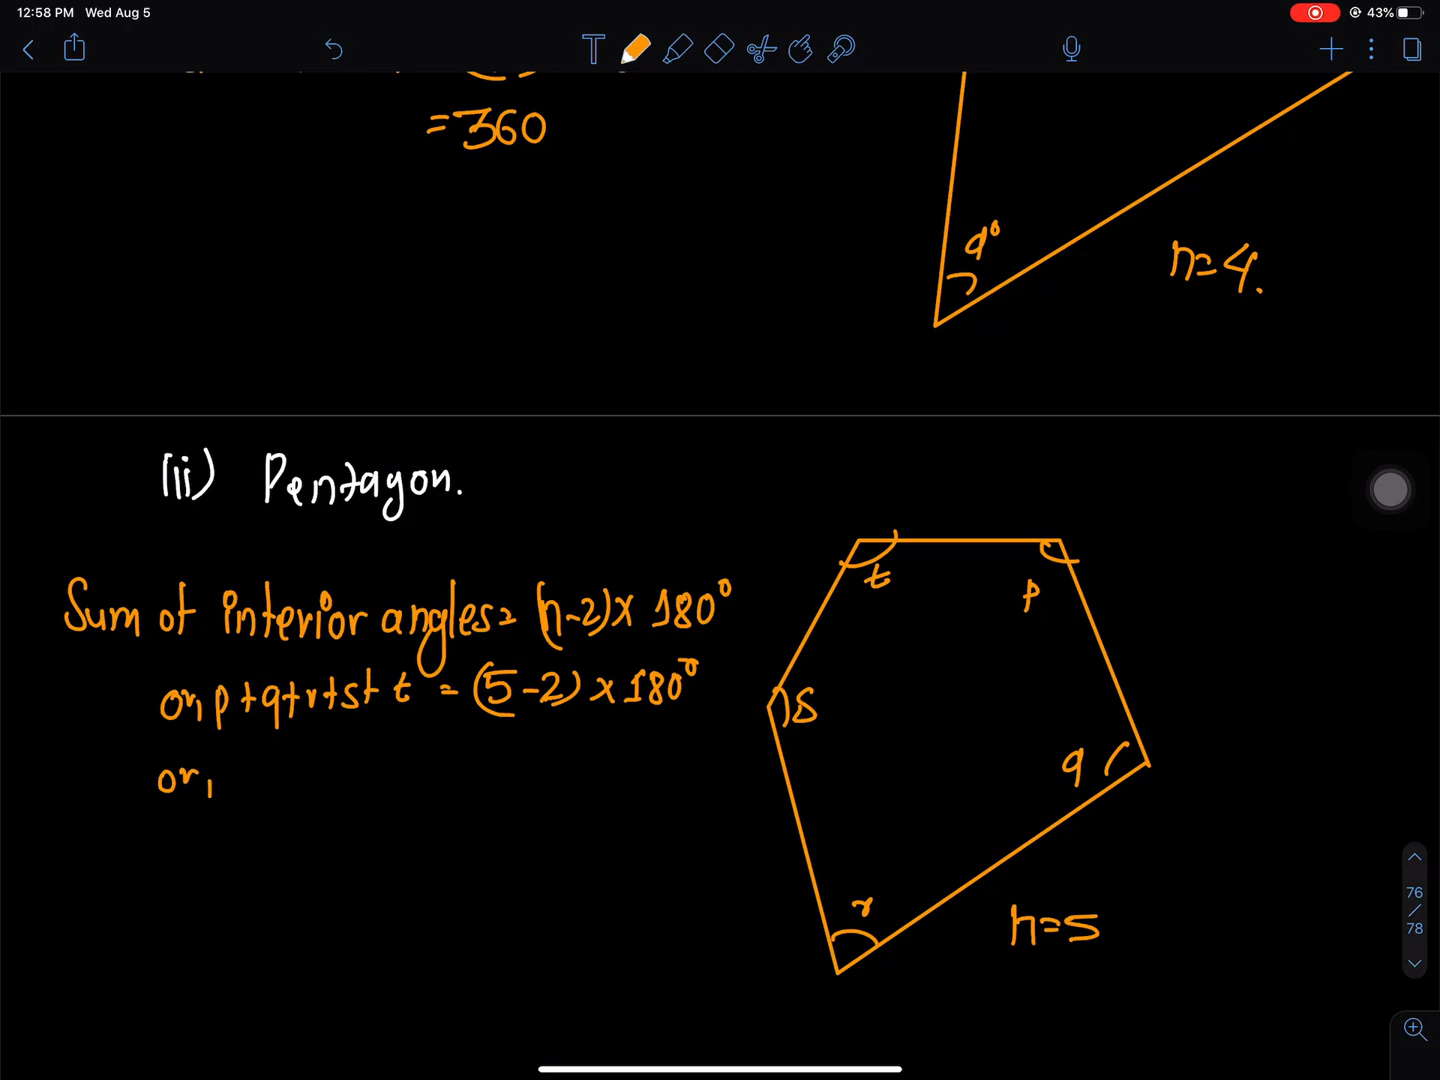 12:58 PM Wed Aug 5
43%
T
=360
q°
n=4.
(ii) Pentagon.
t
p
Sum of interior angles = (n-2) × 180°
or, p+q+r+s+t = (5-2) × 180°
s
q
or,
r
n=5
76
/
78